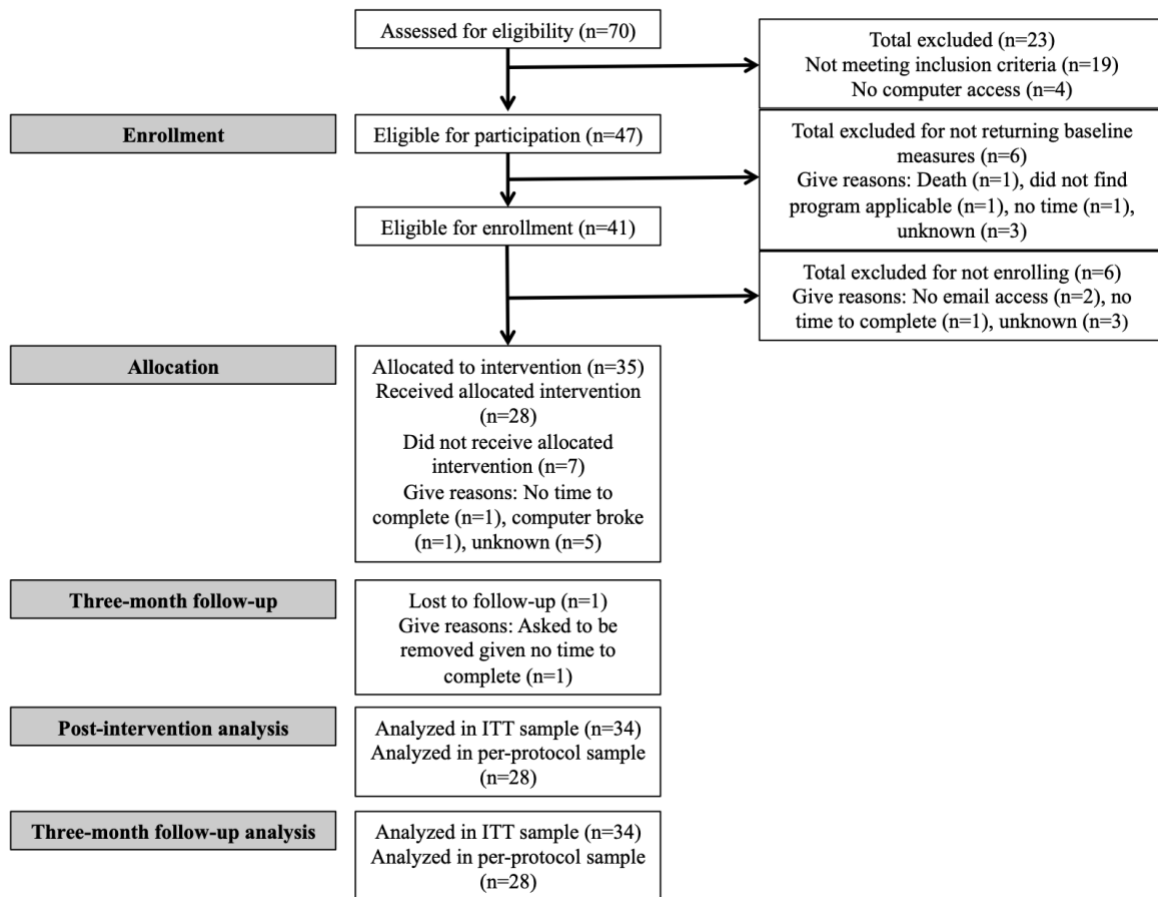 Assessed for eligibility (n=70)
Total excluded (n=23)
Not meeting inclusion criteria (n=19)
No computer access (n=4)
Enrollment
Eligible for participation (n=47)
Total excluded for not returning baseline
measures (n=6)
Give reasons: Death (n=1), did not find
program applicable (n=1), no time (n=1),
unknown (n=3)
Eligible for enrollment (n=41)
Total excluded for not enrolling (n=6)
Give reasons: No email access (n=2), no
time to complete (n=1), unknown (n=3)
Allocation
Allocated to intervention (n=35)
Received allocated intervention
(n=28)
Did not receive allocated
intervention (n=7)
Give reasons: No time to
complete (n=1), computer broke
(n=1), unknown (n=5)
Three-month follow-up
Lost to follow-up (n=1)
Give reasons: Asked to be
removed given no time to
complete (n=1)
Post-intervention analysis
Analyzed in ITT sample (n=34)
Analyzed in per-protocol sample
(n=28)
Three-month follow-up analysis
Analyzed in ITT sample (n=34)
Analyzed in per-protocol sample
(n=28)